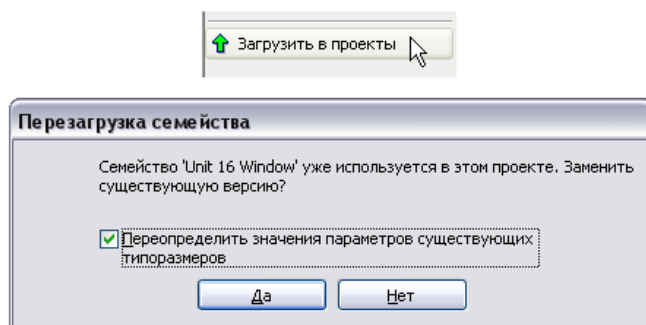 Загрузить в проекты
Перезагрузка семейства
Семейство 'Unit 16 Window' уже используется в этом проекте. Заменить
существующую версию?
Переопределить значения параметров существующих
типоразмеров
Да
Нет